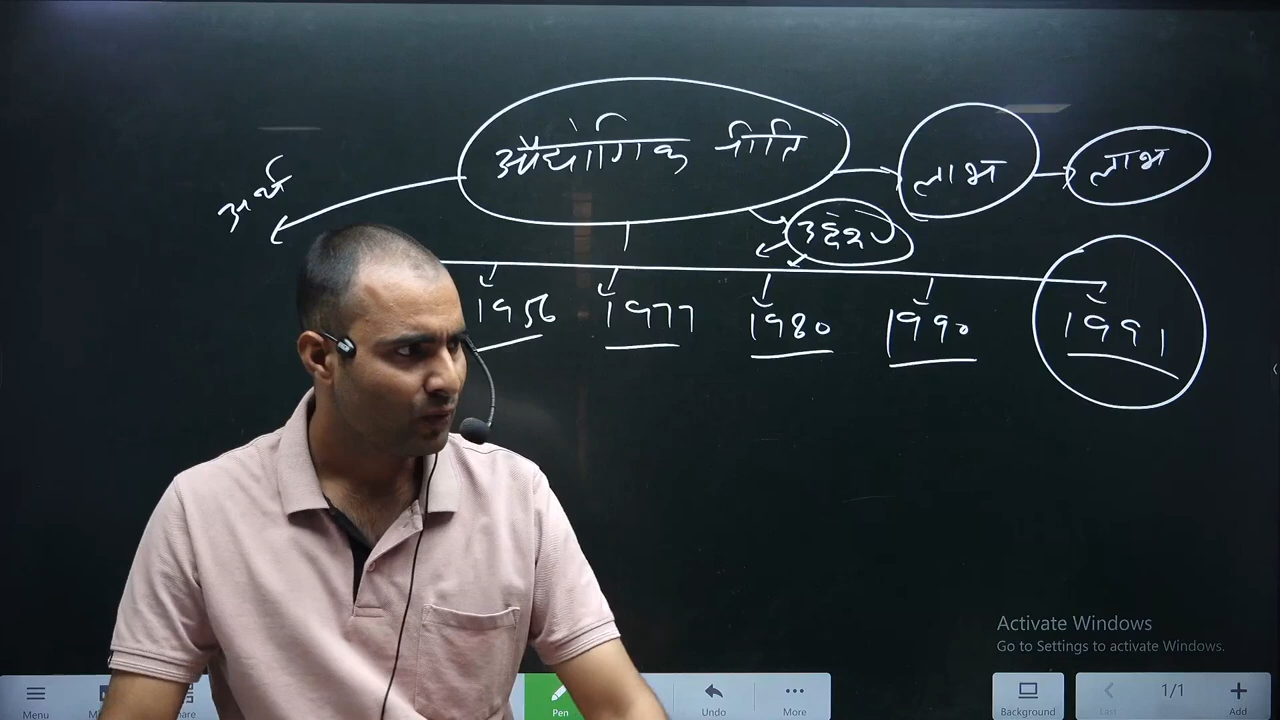 औद्योगिक नीति
लाभ
लाभ
अर्थ
उद्देश्य
1956 1977 1980 1990 1991
Activate Windows
Go to Settings to activate Windows.
Menu
Undo
More
Pen
Background
Last
1/1
Add